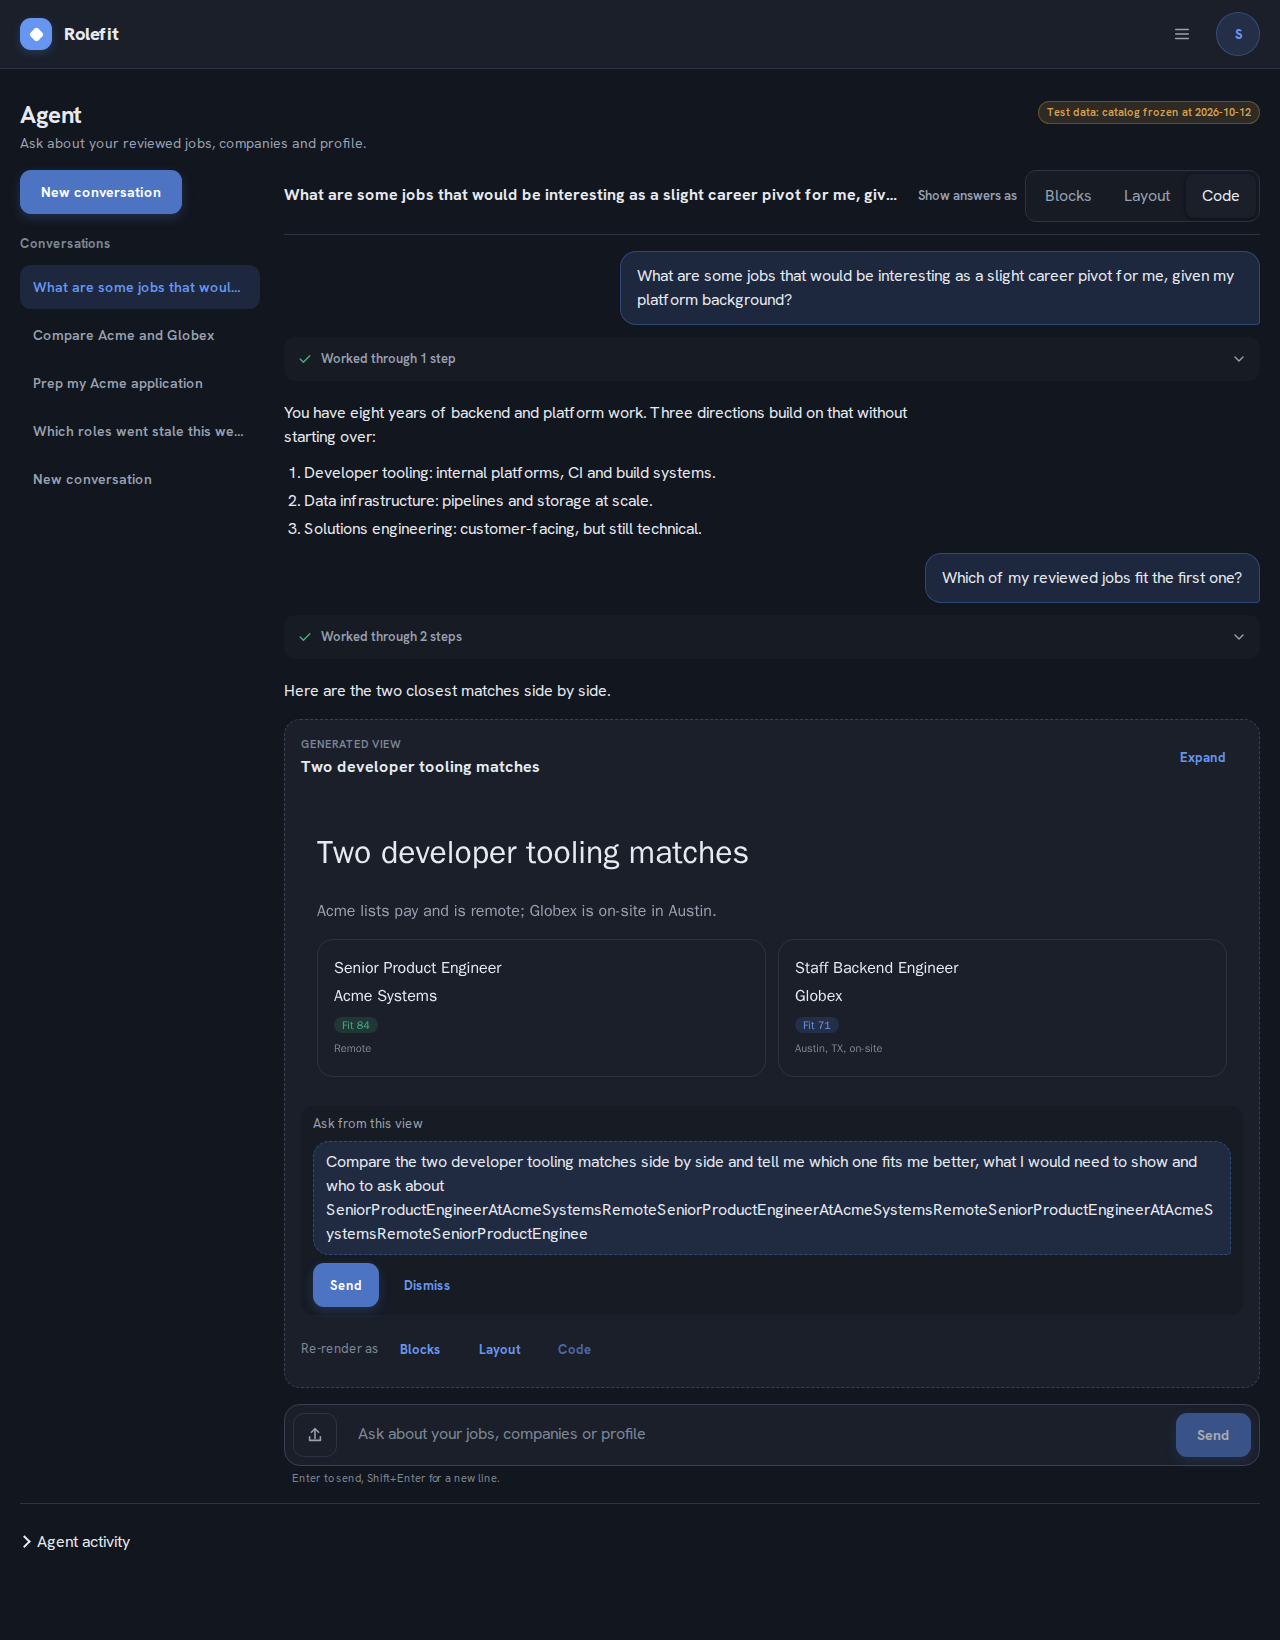 Rolefit
S
Agent
Test data: catalog frozen at 2026-10-12
Ask about your reviewed jobs, companies and profile.
New conversation
Conversations
What are some jobs that woul...
Compare Acme and Globex
Prep my Acme application
Which roles went stale this we...
New conversation
What are some jobs that would be interesting as a slight career pivot for me, giv...
Show answers as
Blocks
Layout
Code
What are some jobs that would be interesting as a slight career pivot for me, given my
platform background?
Worked through 1 step
You have eight years of backend and platform work. Three directions build on that without
starting over:
1. Developer tooling: internal platforms, CI and build systems.
2. Data infrastructure: pipelines and storage at scale.
3. Solutions engineering: customer-facing, but still technical.
Which of my reviewed jobs fit the first one?
Worked through 2 steps
Here are the two closest matches side by side.
GENERATED VIEW
Two developer tooling matches
Expand
Two developer tooling matches
Acme lists pay and is remote; Globex is on-site in Austin.
Senior Product Engineer
Acme Systems
Fit 84
Remote
Staff Backend Engineer
Globex
Fit 71
Austin, TX, on-site
Ask from this view
Compare the two developer tooling matches side by side and tell me which one fits me better, what I would need to show and
who to ask about
SeniorProductEngineerAtAcmeSystemsRemoteSeniorProductEngineerAtAcmeSystemsRemoteSeniorProductEngineerAtAcmeS
ystemsRemoteSeniorProductEnginee
Send
Dismiss
Re-render as
Blocks
Layout
Code
Ask about your jobs, companies or profile
Send
Enter to send, Shift+Enter for a new line.
Agent activity